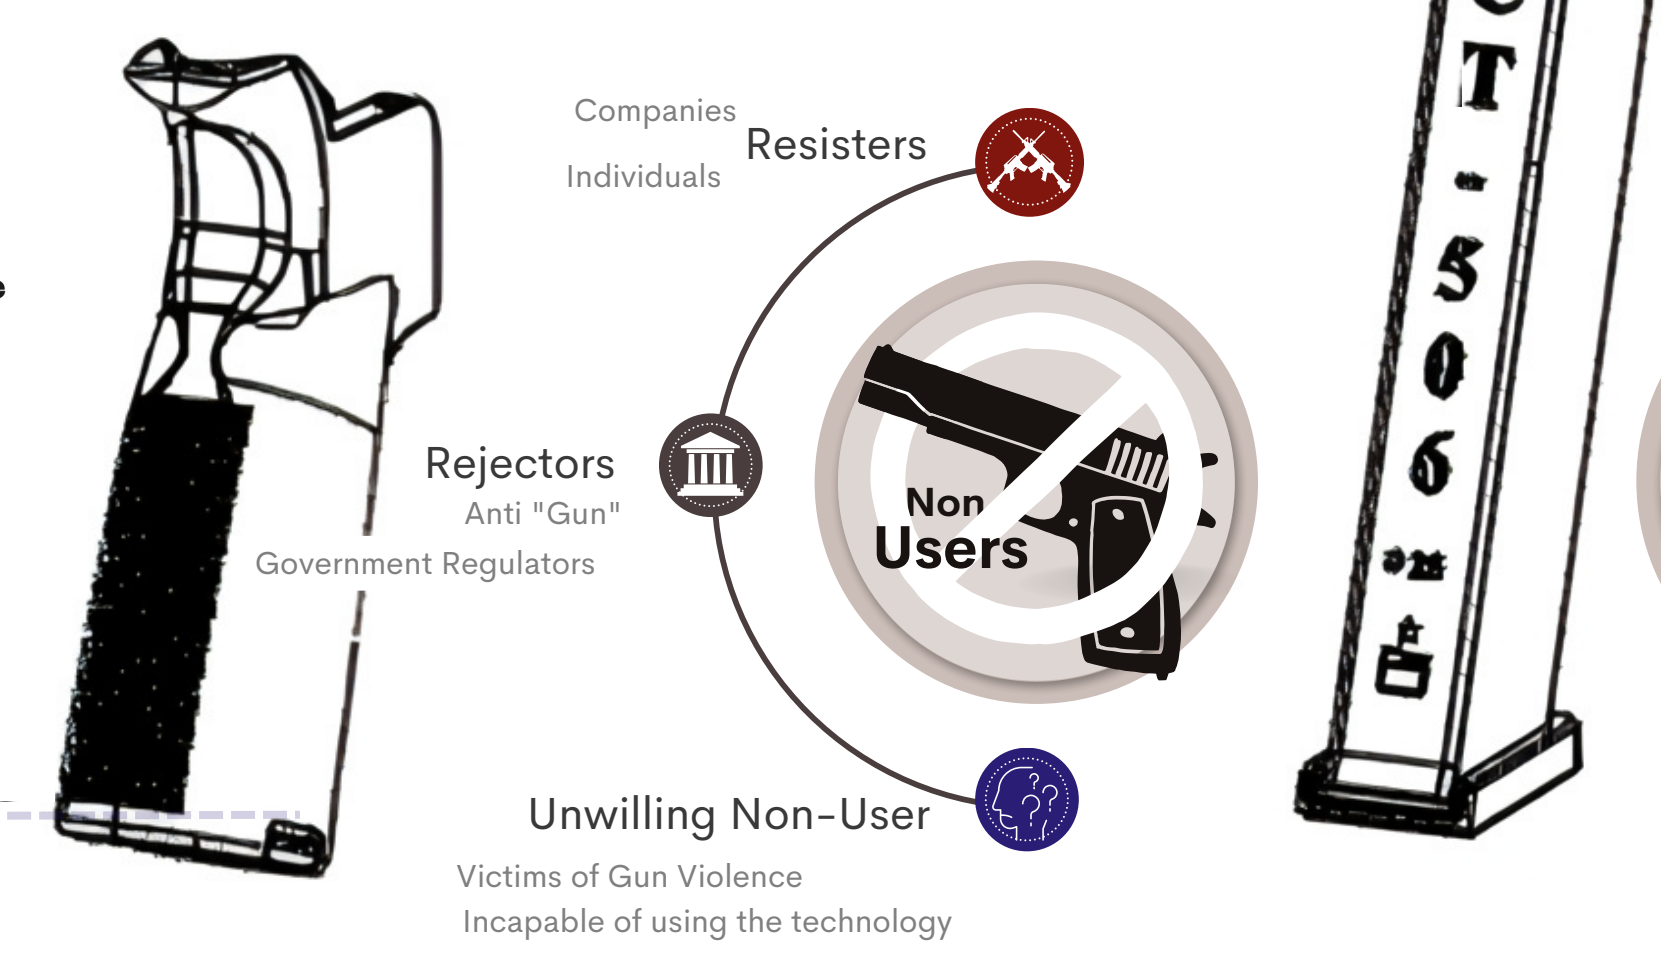 Companies
Resisters
Individuals
Rejectors
Anti "Gun"
Government Regulators
Non
Users
Unwilling Non-User
Victims of Gun Violence
Incapable of using the technology
T
-
5
0
6